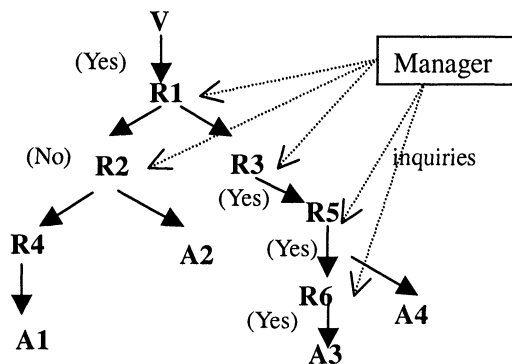 V
(Yes)
Manager
R1
(No)
R2
R3
inquiries
(Yes)
R5
R4
A2
(Yes)
R6
(Yes)
A4
A1
A3